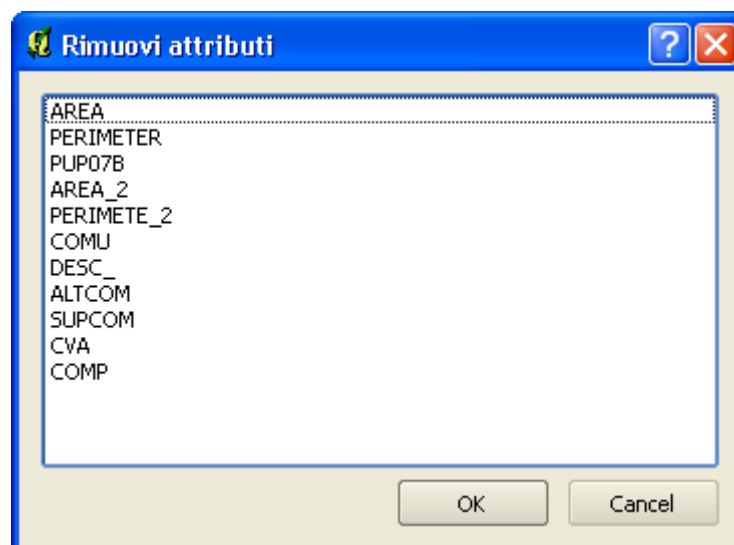 Rimuovi attributi
AREA
PERIMETER
PUP07B
AREA_2
PERIMETE_2
COMU
DESC_
ALTCOM
SUPCOM
CVA
COMP
OK Cancel